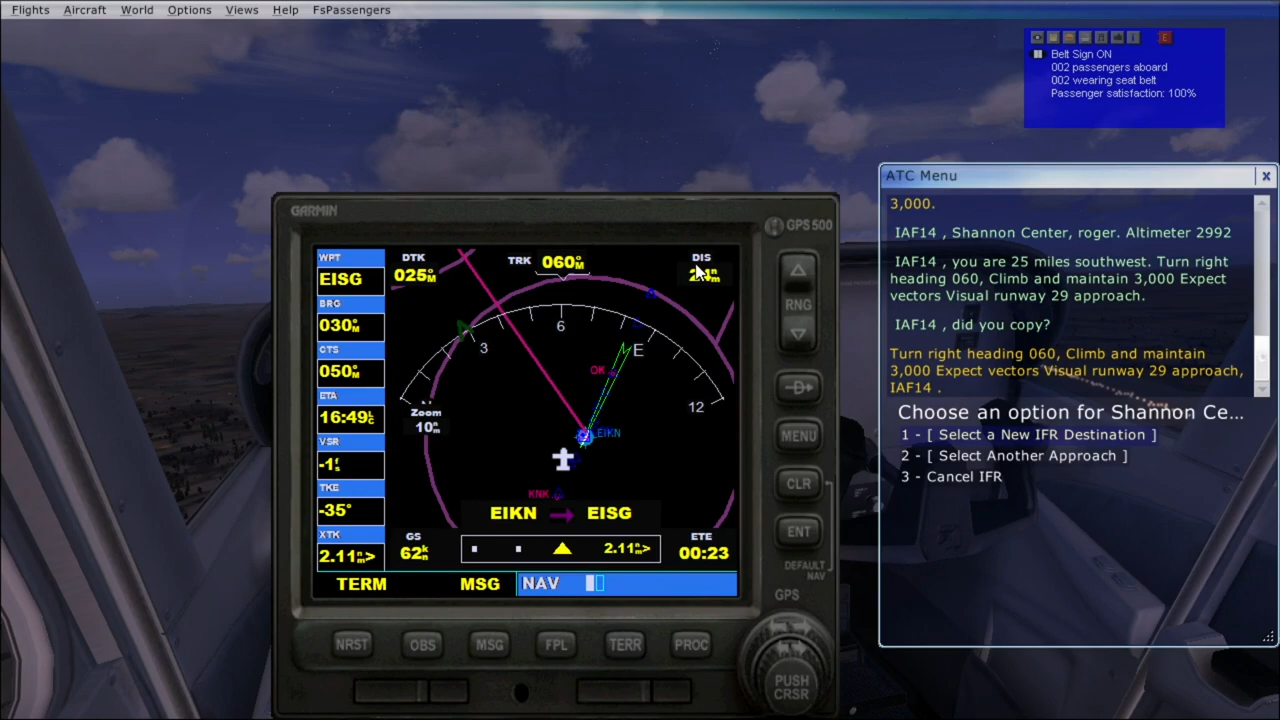 Flights Aircraft World Options Views Help FsPassengers
E
Belt Sign ON
002 passengers aboard
002 wearing seat belt
Passenger satisfaction: 100%
ATC Menu x
3,000.
IAF14 , Shannon Center, roger. Altimeter 2992
IAF14 , you are 25 miles southwest. Turn right
heading 060, Climb and maintain 3,000 Expect
vectors Visual runway 29 approach.
IAF14 , did you copy?
Turn right heading 060, Climb and maintain
3,000 Expect vectors Visual runway 29 approach,
IAF14 .
Choose an option for Shannon Ce...
1 - [ Select a New IFR Destination ]
2 - [ Select Another Approach ]
3 - Cancel IFR
GARMIN
GPS 500
WPT
EISG
BRG
030°M
CTS
050°M
ETA
16:49
VSR
-1
TKE
-35°
XTK
2.11nm>
DTK
025°M
TRK 060°M
DIS
3
6
E
12
Zoom
10nm
OK
EIKN
KNK
EIKN EISG
GS
62
2.11nm>
ETE
00:23
TERM MSG NAV
RNG
D
MENU
CLR
ENT
DEFAULT
NAV
GPS
NRST OBS MSG FPL TERR PROC
PUSH
CRSR